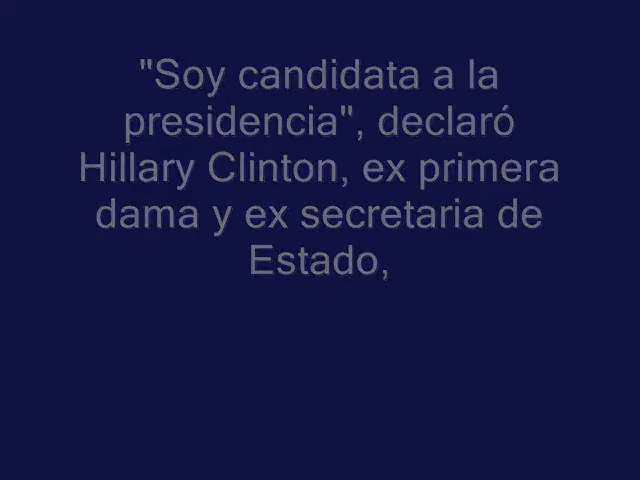 "Soy candidata a la
presidencia", declaró
Hillary Clinton, ex primera
dama y ex secretaria de
Estado,